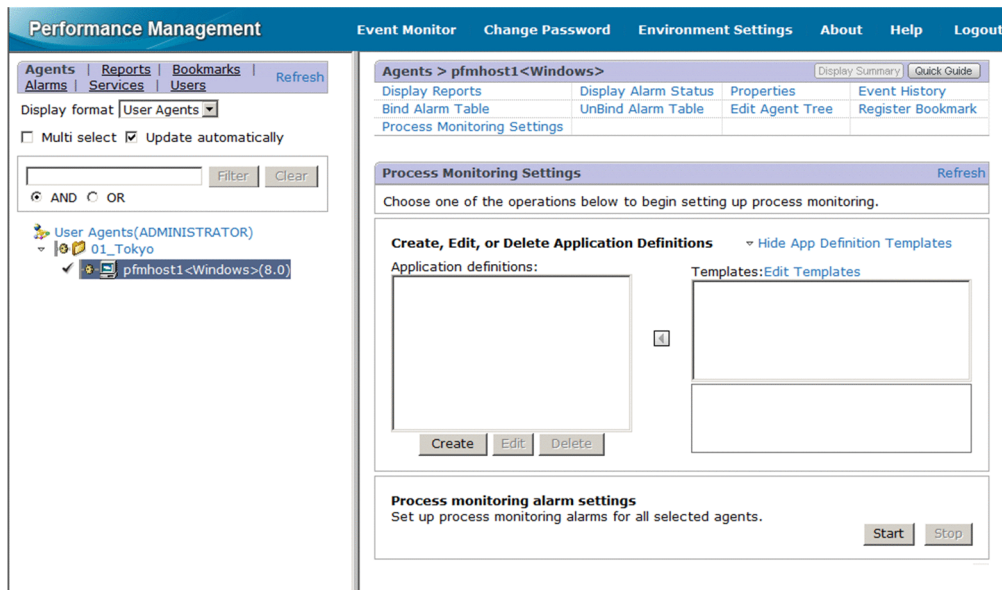 Performance Management
Event Monitor Change Password Environment Settings About Help Logout
Agents | Reports | Bookmarks | Refresh
Alarms | Services | Users
Display format User Agents
Multi select Update automatically
Filter Clear
AND OR
User Agents(ADMINISTRATOR)
01_Tokyo
pfmhost1<Windows>(8.0)
Agents > pfmhost1<Windows> Display Summary Quick Guide
Display Reports Display Alarm Status Properties Event History
Bind Alarm Table UnBind Alarm Table Edit Agent Tree Register Bookmark
Process Monitoring Settings
Process Monitoring Settings Refresh
Choose one of the operations below to begin setting up process monitoring.
Create, Edit, or Delete Application Definitions Hide App Definition Templates
Application definitions: Templates:Edit Templates
Create Edit Delete
Process monitoring alarm settings
Set up process monitoring alarms for all selected agents.
Start Stop